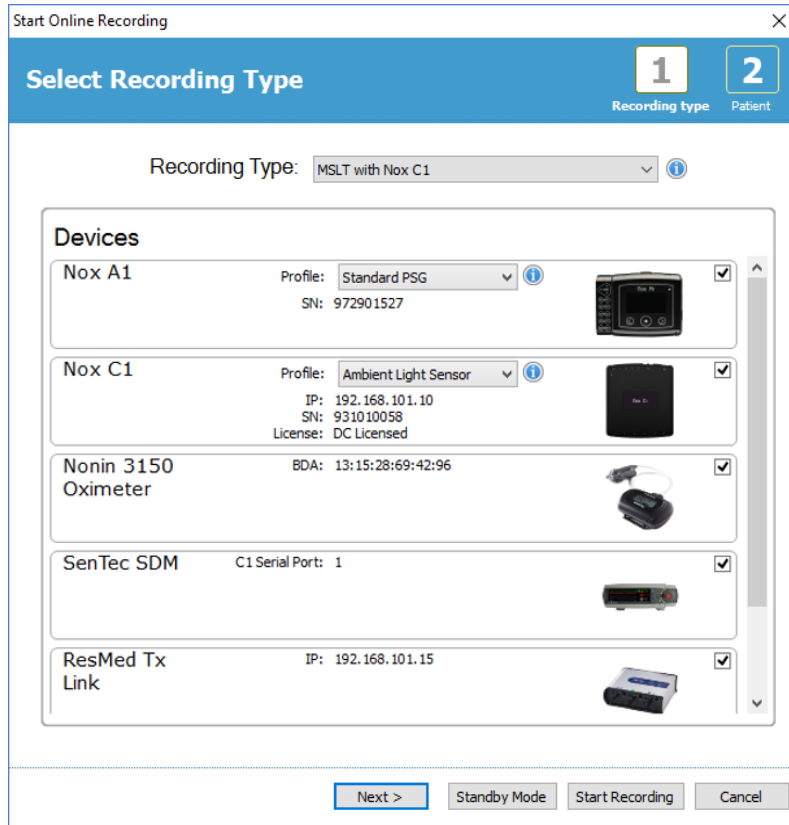 Start Online Recording
Select Recording Type
1
Recording type
2
Patient
Recording Type: MSLT with Nox C1
Devices
Nox A1
Profile: Standard PSG
SN: 972901527
Nox C1
Profile: Ambient Light Sensor
IP: 192.168.101.10
SN: 931010058
License: DC Licensed
Nonin 3150
Oximeter
BDA: 13:15:28:69:42:96
SenTec SDM
C1 Serial Port: 1
ResMed Tx
Link
IP: 192.168.101.15
Next >
Standby Mode
Start Recording
Cancel